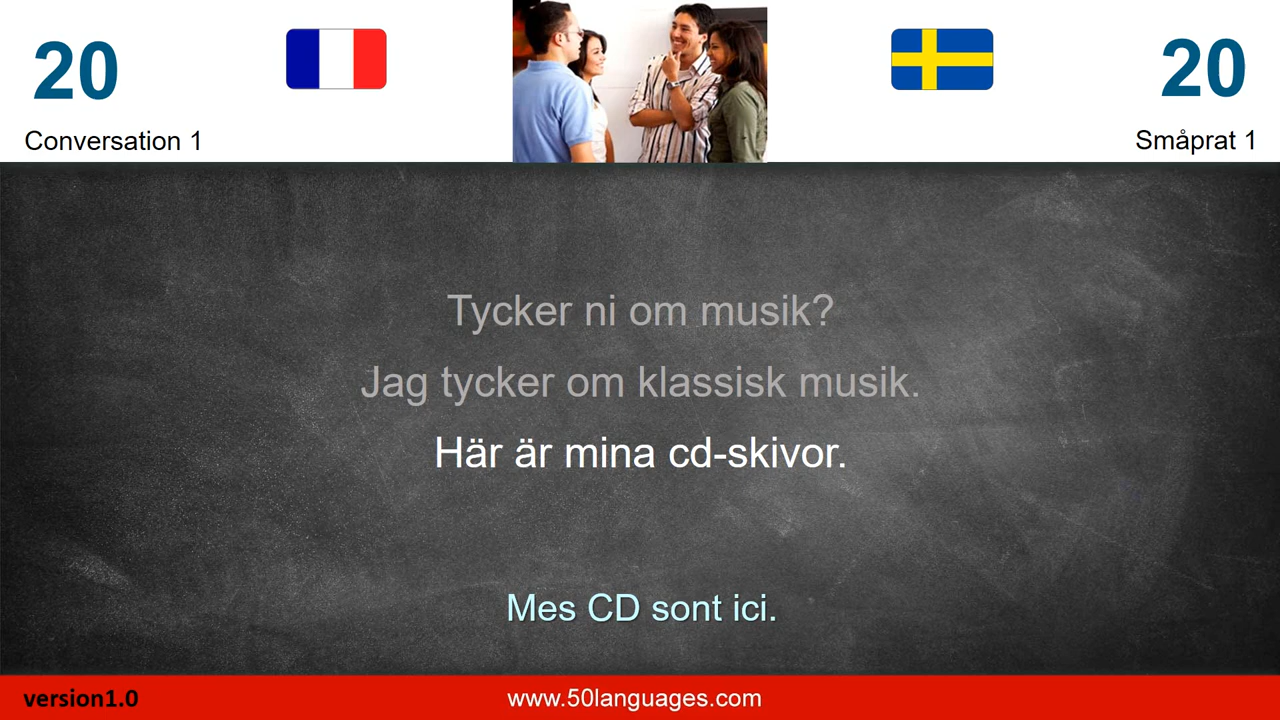 20
20
Conversation 1
Småprat 1
Tycker ni om musik?
Jag tycker om klassisk musik.
Här är mina cd-skivor.
Mes CD sont ici.
version1.0
www.50languages.com